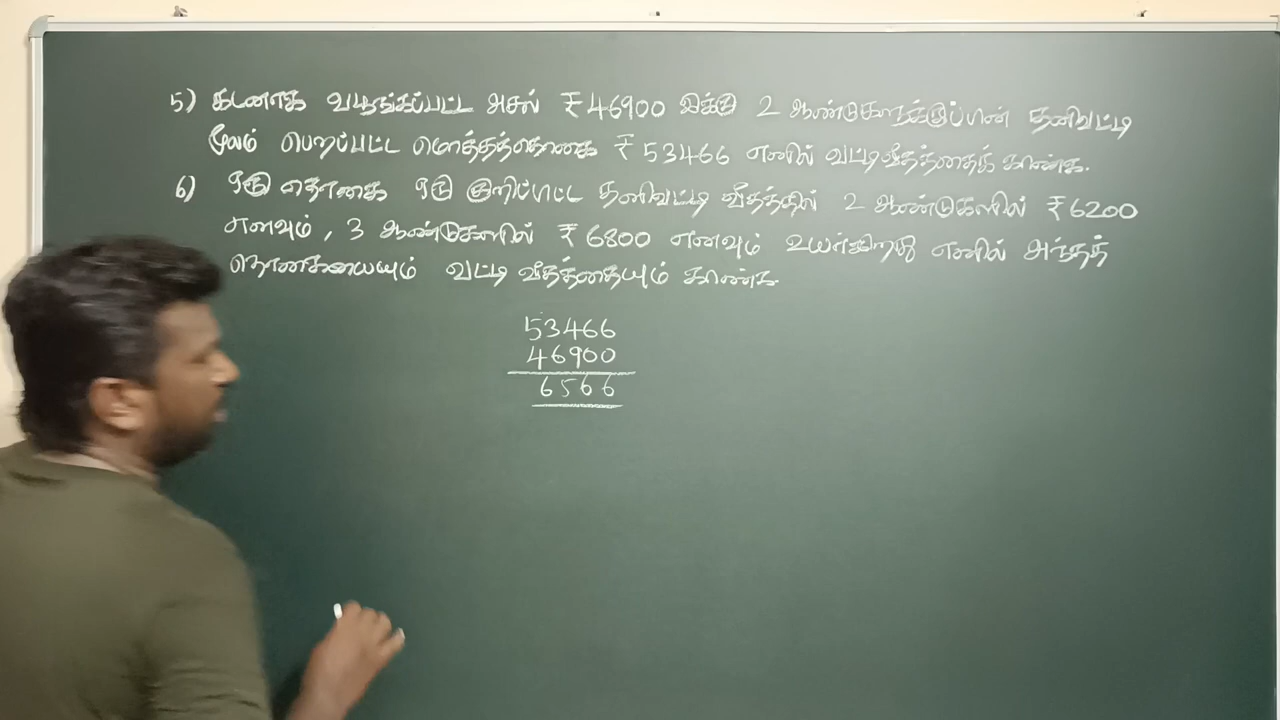 5) கடனாக வழங்கப்பட்ட அசல் ₹46900 இக்கு 2 ஆண்டுகளுக்குப்பின் தனிவட்டி
மூலம் பெறப்பட்ட மொத்தத்தொகை ₹53466 எனில் வட்டிவீதத்தைக் காண்க.
6) ஒரு தொகை ஒரு குறிப்பிட்ட தனிவட்டி வீதத்தில் 2 ஆண்டுகளில் ₹6200
எனவும், 3 ஆண்டுகளில் ₹6800 எனவும் உயர்கிறது எனில் அந்தத்
தொகையையும் வட்டி வீதத்தையும் காண்க.
53466
46900
6566